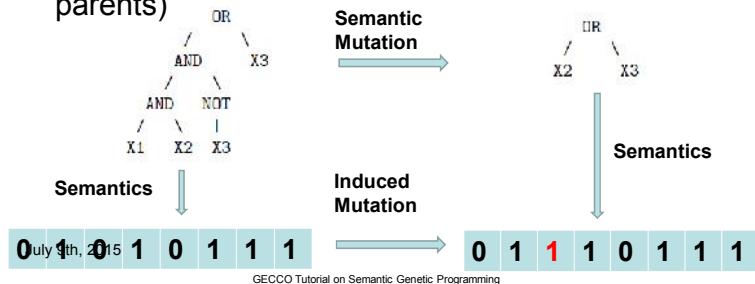 parents)
OR
AND X3
AND NOT
X1 X2 X3
Semantic
Mutation
OR
X2 X3
Semantics
Semantics
Induced
Mutation
0 1 0 1 0 1 1 1
July 9th, 2015
0 1 1 1 0 1 1 1
GECCO Tutorial on Semantic Genetic Programming